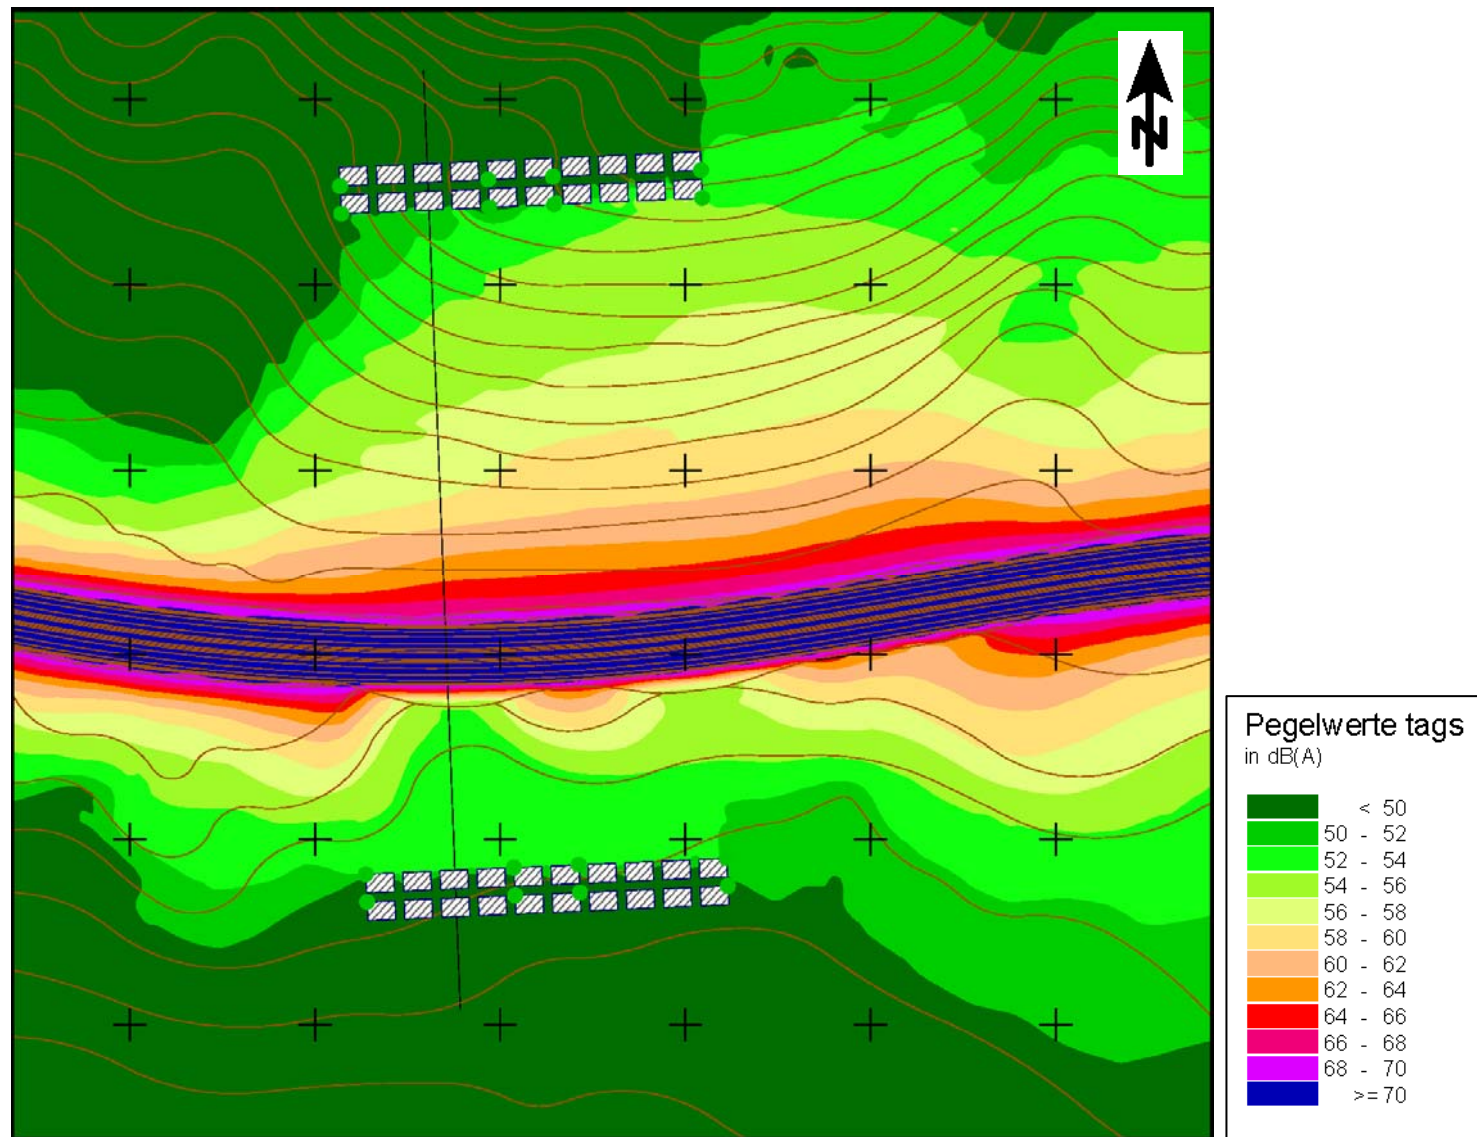 N
Pegelwerte tags
in dB(A)
< 50
50 - 52
52 - 54
54 - 56
56 - 58
58 - 60
60 - 62
62 - 64
64 - 66
66 - 68
68 - 70
>= 70